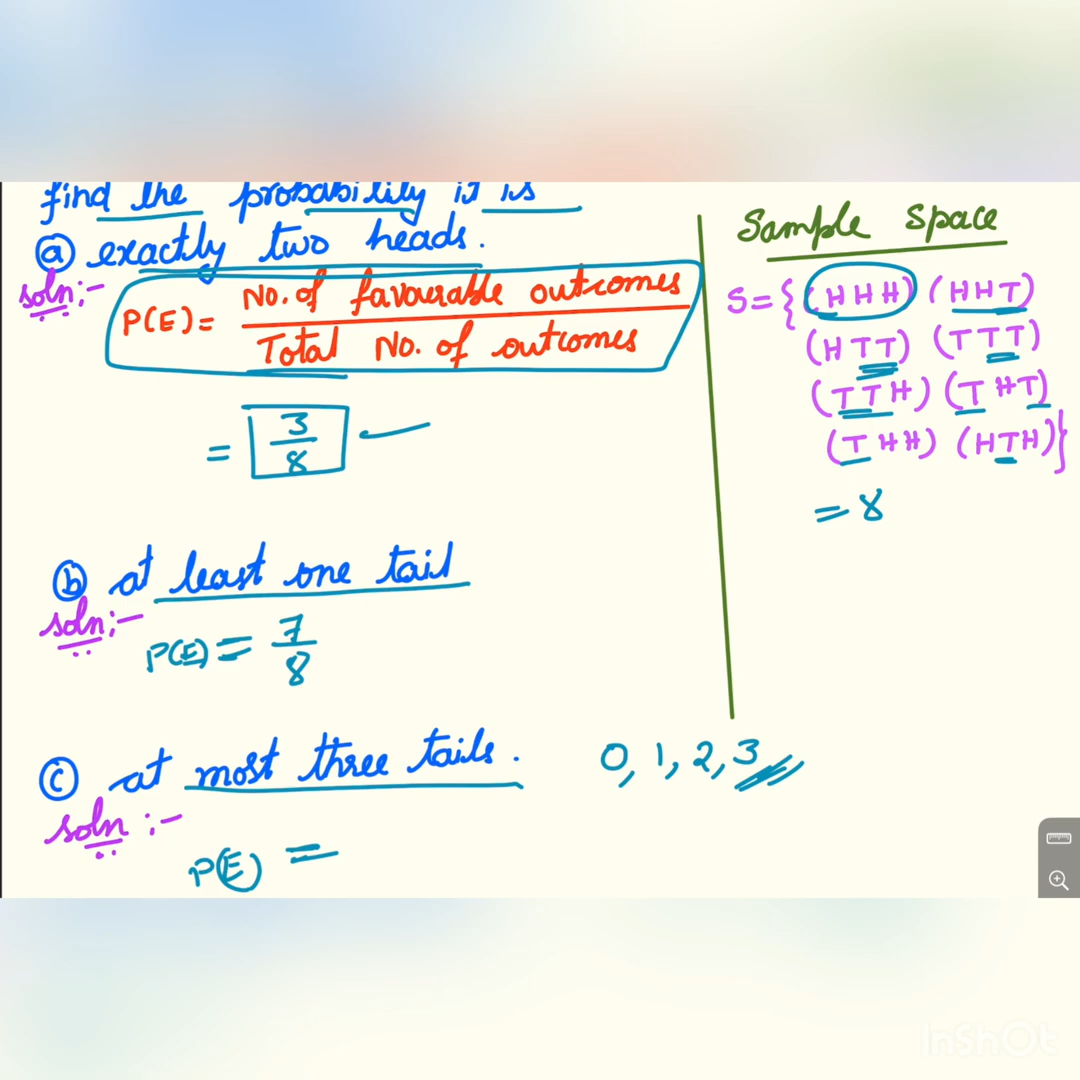 find the probability it is
ⓐ exactly two heads.
soln:-
P(E) = No. of favourable outcomes
Total No. of outcomes
= 3
8
ⓑ at least one tail
soln:-
P(E) = 7
8
ⓒ at most three tails. 0, 1, 2, 3
soln:-
P(E) =
Sample Space
S = { (HHH) (HHT)
(HTT) (TTT)
(TTH) (THT)
(THH) (HTH)}
= 8
InShOt